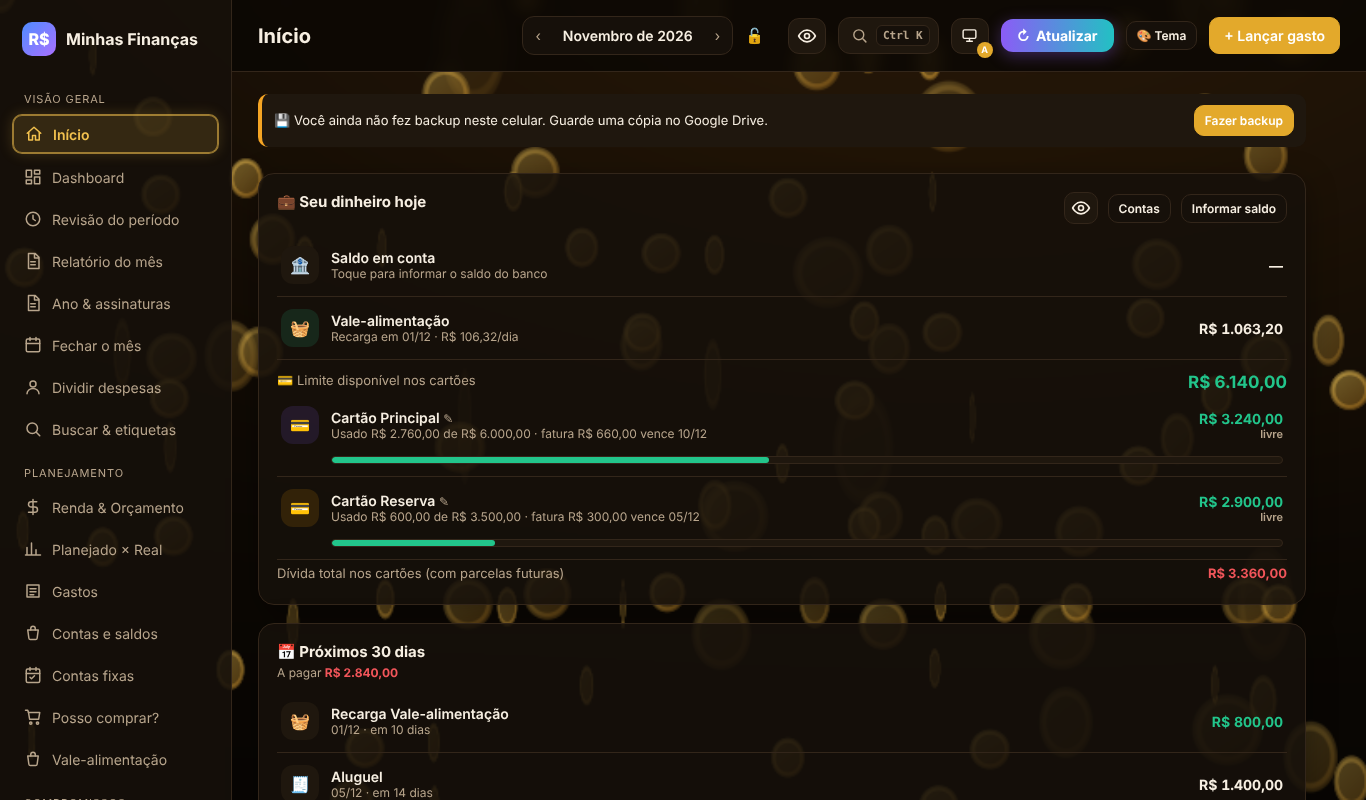 R$ Minhas Finanças
VISÃO GERAL
Início
Dashboard
Revisão do período
Relatório do mês
Ano & assinaturas
Fechar o mês
Dividir despesas
Buscar & etiquetas
PLANEJAMENTO
Renda & Orçamento
Planejado × Real
Gastos
Contas e saldos
Contas fixas
Posso comprar?
Vale-alimentação
Início
‹ Novembro de 2026 ›
Ctrl K
A
↻ Atualizar
🎨 Tema
+ Lançar gasto
💾 Você ainda não fez backup neste celular. Guarde uma cópia no Google Drive.
Fazer backup
💼 Seu dinheiro hoje
Contas
Informar saldo
Saldo em conta
Toque para informar o saldo do banco
—
Vale-alimentação
Recarga em 01/12 · R$ 106,32/dia
R$ 1.063,20
💳 Limite disponível nos cartões
R$ 6.140,00
Cartão Principal ✎
Usado R$ 2.760,00 de R$ 6.000,00 · fatura R$ 660,00 vence 10/12
R$ 3.240,00
livre
Cartão Reserva ✎
Usado R$ 600,00 de R$ 3.500,00 · fatura R$ 300,00 vence 05/12
R$ 2.900,00
livre
Dívida total nos cartões (com parcelas futuras)
R$ 3.360,00
📅 Próximos 30 dias
A pagar R$ 2.840,00
Recarga Vale-alimentação
01/12 · em 10 dias
R$ 800,00
Aluguel
05/12 · em 14 dias
R$ 1.400,00